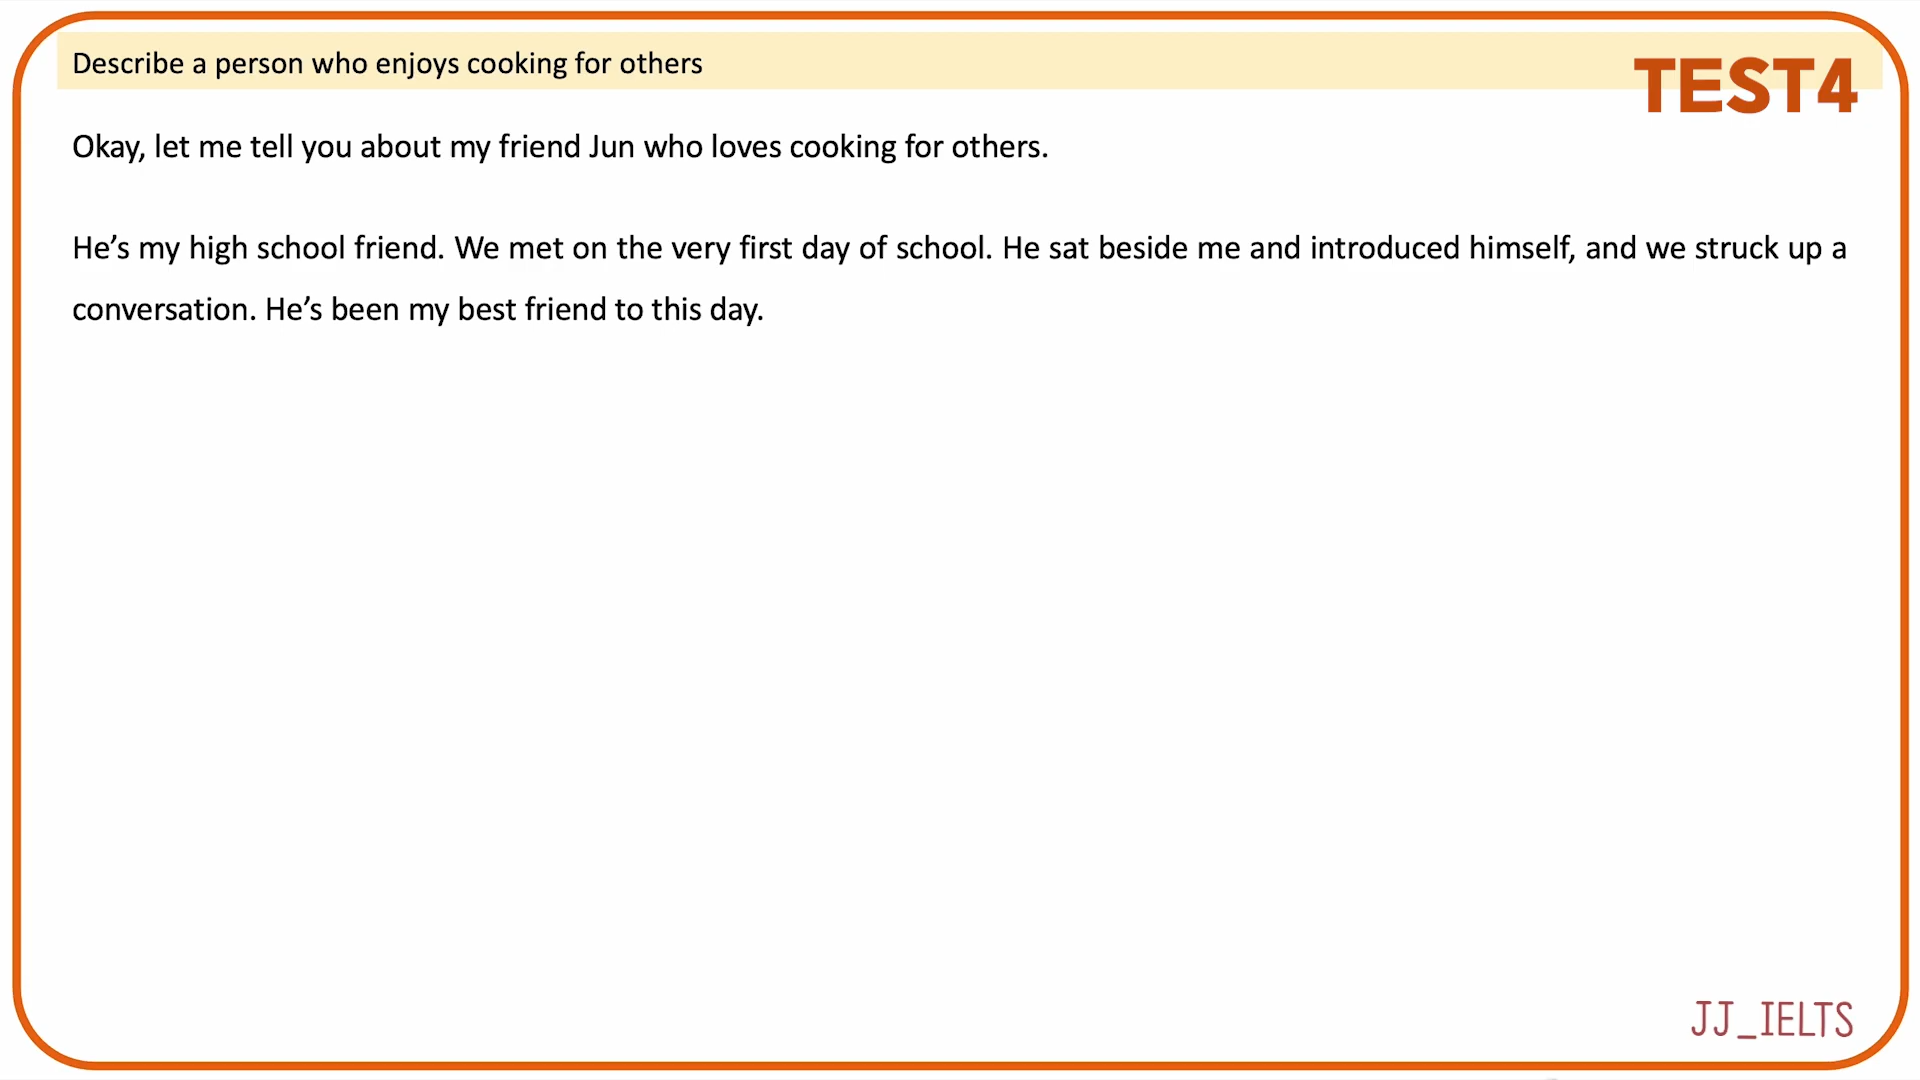 Describe a person who enjoys cooking for others
TEST4
Okay, let me tell you about my friend Jun who loves cooking for others.
He’s my high school friend. We met on the very first day of school. He sat beside me and introduced himself, and we struck up a
conversation. He’s been my best friend to this day.
JJ_IELTS